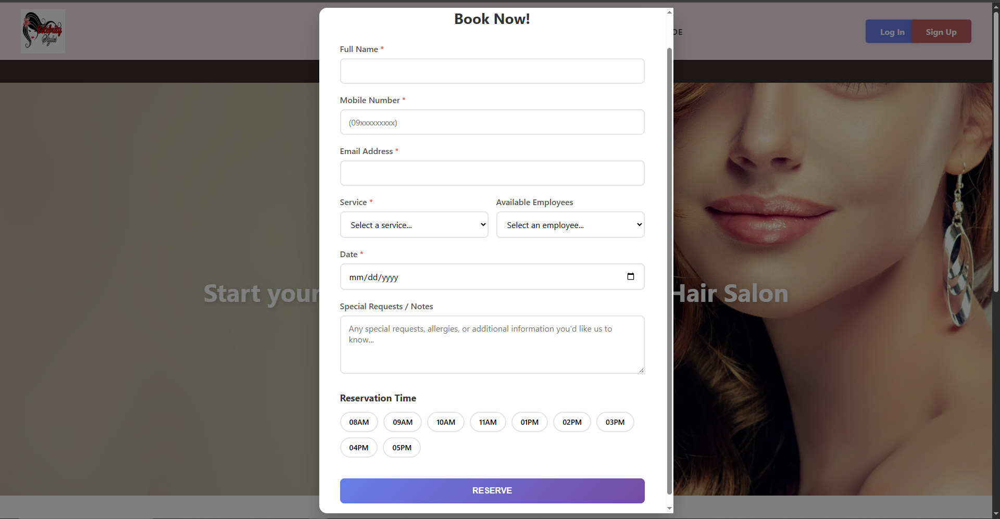 Celebrity
Styles
DE
Log In
Sign Up
Book Now!
Full Name *
Mobile Number *
(09xxxxxxxxx)
Email Address *
Service *
Available Employees
Select a service...
Select an employee...
Date *
mm/dd/yyyy
Start your
Hair Salon
Special Requests / Notes
Any special requests, allergies, or additional information you'd like us to
know...
Reservation Time
08AM
09AM
10AM
11AM
01PM
02PM
03PM
04PM
05PM
RESERVE